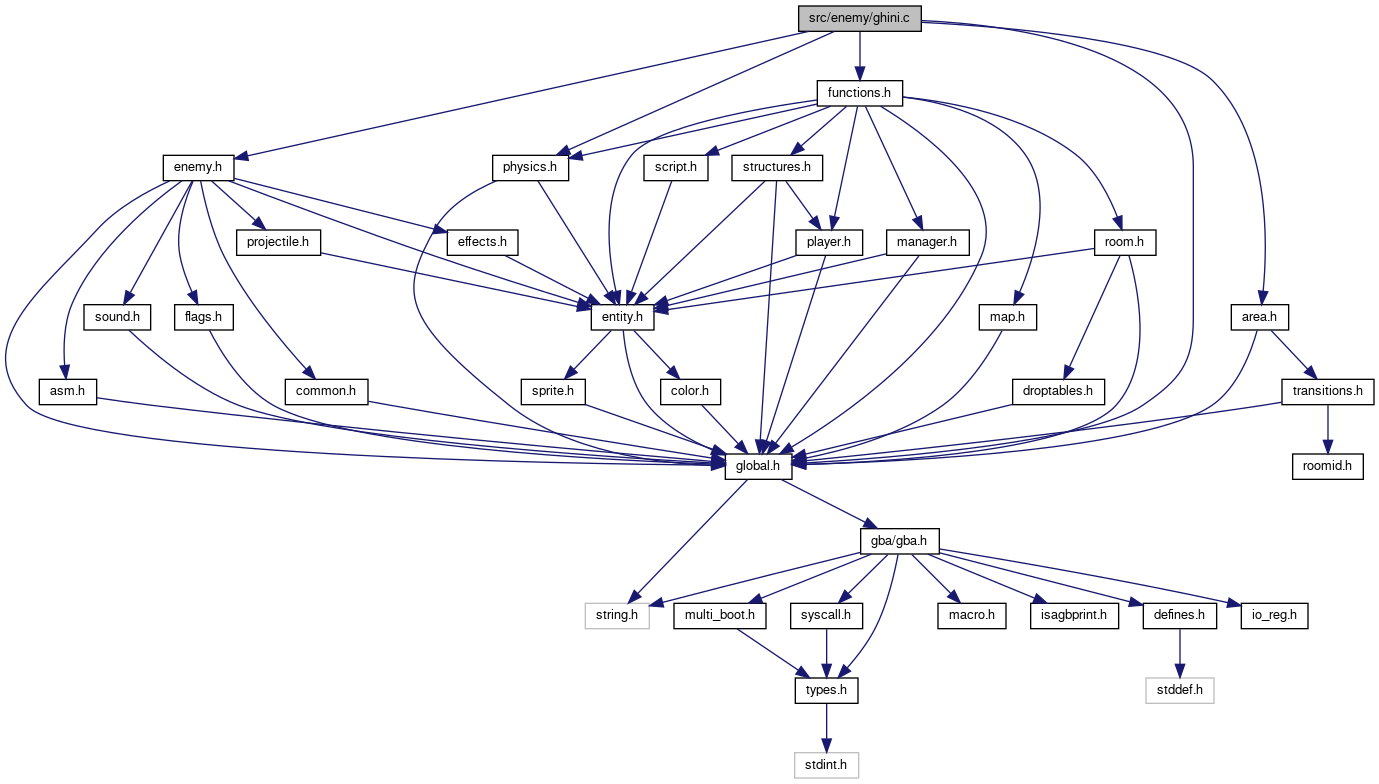 src/enemy/ghini.c
functions.h
enemy.h
physics.h
script.h
structures.h
projectile.h
effects.h
player.h
manager.h
room.h
sound.h
flags.h
entity.h
map.h
area.h
asm.h
common.h
sprite.h
color.h
droptables.h
transitions.h
global.h
roomid.h
gba/gba.h
string.h
multi_boot.h
syscall.h
macro.h
isagbprint.h
defines.h
io_reg.h
types.h
stddef.h
stdint.h